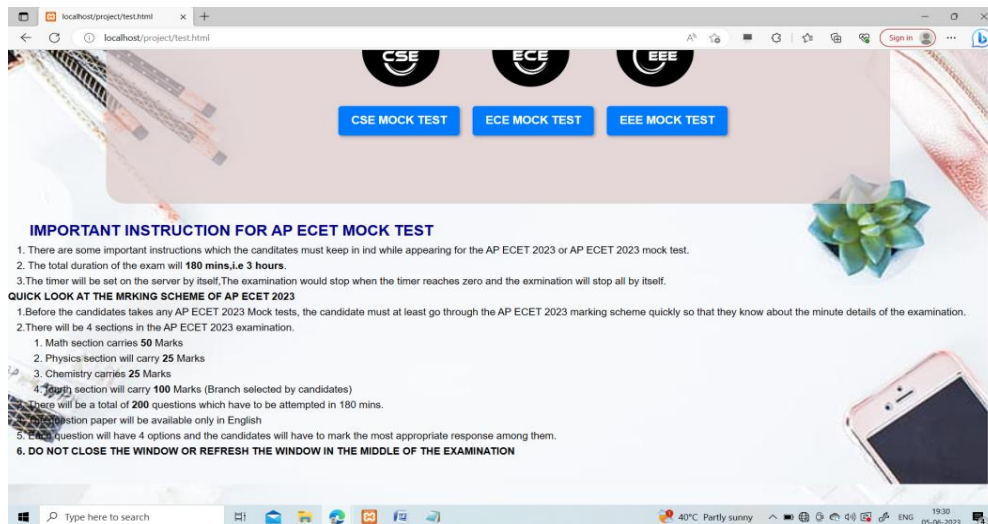 localhost/project/test.html
localhost/project/test.html
Sign in
CSE ECE EEE
CSE MOCK TEST ECE MOCK TEST EEE MOCK TEST
IMPORTANT INSTRUCTION FOR AP ECET MOCK TEST
1. There are some important instructions which the canditates must keep in ind while appearing for the AP ECET 2023 or AP ECET 2023 mock test.
2. The total duration of the exam will 180 mins,i.e 3 hours.
3.The timer will be set on the server by itself,The examination would stop when the timer reaches zero and the exmination will stop all by itself.
QUICK LOOK AT THE MRKING SCHEME OF AP ECET 2023
1.Before the candidates takes any AP ECET 2023 Mock tests, the candidate must at least go through the AP ECET 2023 marking scheme quickly so that they know about the minute details of the examination.
2.There will be 4 sections in the AP ECET 2023 examination.
1. Math section carries 50 Marks
2. Physics section will carry 25 Marks
3. Chemistry carries 25 Marks
4. fourth section will carry 100 Marks (Branch selected by candidates)
There will be a total of 200 questions which have to be attempted in 180 mins.
question paper will be available only in English
5. Each question will have 4 options and the candidates will have to mark the most appropriate response among them.
6. DO NOT CLOSE THE WINDOW OR REFRESH THE WINDOW IN THE MIDDLE OF THE EXAMINATION
Type here to search
40°C Partly sunny
ENG
19:30
05-06-2023